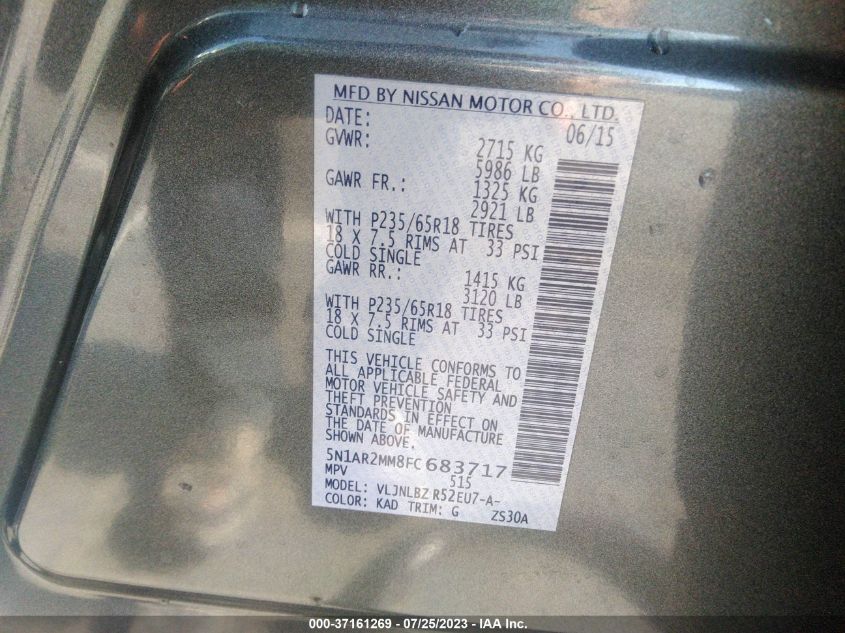 MFD BY NISSAN MOTOR CO., LTD.
DATE: 06/15
GVWR: 2715 KG
5986 LB
GAWR FR.: 1325 KG
2921 LB
WITH P235/65R18 TIRES
18 X 7.5 RIMS AT 33 PSI
COLD SINGLE
GAWR RR.: 1415 KG
3120 LB
WITH P235/65R18 TIRES
18 X 7.5 RIMS AT 33 PSI
COLD SINGLE
THIS VEHICLE CONFORMS TO
ALL APPLICABLE FEDERAL
MOTOR VEHICLE SAFETY AND
THEFT PREVENTION
STANDARDS IN EFFECT ON
THE DATE OF MANUFACTURE
SHOWN ABOVE.
5N1AR2MM8FC683717
MPV 515
MODEL: VLJNLBZ R52EU7-A-
COLOR: KAD TRIM: G ZS30A
000-37161269 - 07/25/2023 - IAA Inc.